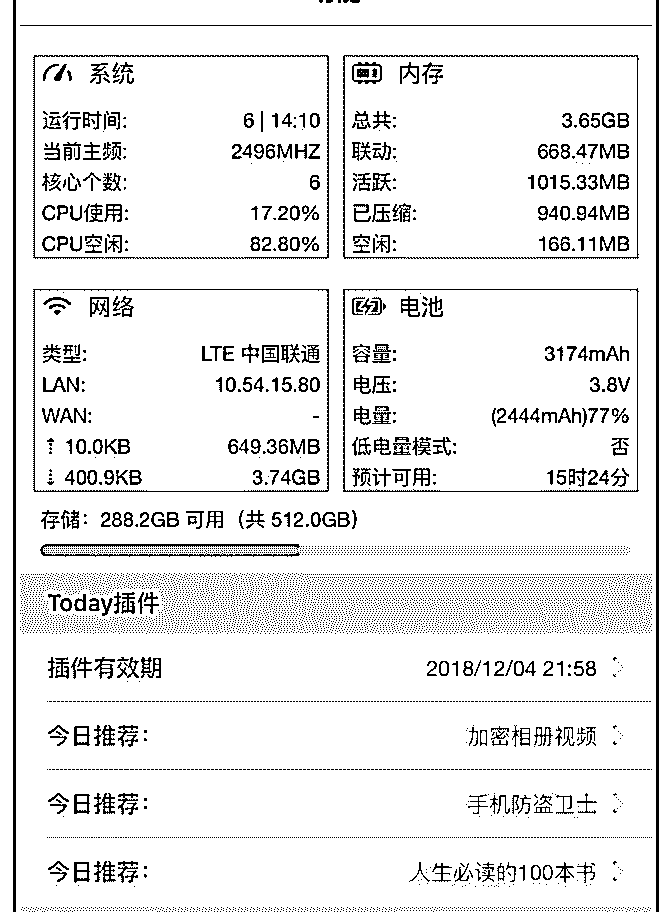 系统
运行时间: 6 | 14:10
当前主频: 2496MHZ
核心个数: 6
CPU使用: 17.20%
CPU空闲: 82.80%
内存
总共: 3.65GB
联动: 668.47MB
活跃: 1015.33MB
已压缩: 940.94MB
空闲: 166.11MB
网络
类型: LTE 中国联通
LAN: 10.54.15.80
WAN: -
↑ 10.0KB 649.36MB
↓ 400.9KB 3.74GB
电池
容量: 3174mAh
电压: 3.8V
电量: (2444mAh)77%
低电量模式: 否
预计可用: 15时24分
存储：288.2GB 可用（共 512.0GB）
Today插件
插件有效期 2018/12/04 21:58
今日推荐： 加密相册视频
今日推荐： 手机防盗卫士
今日推荐： 人生必读的100本书